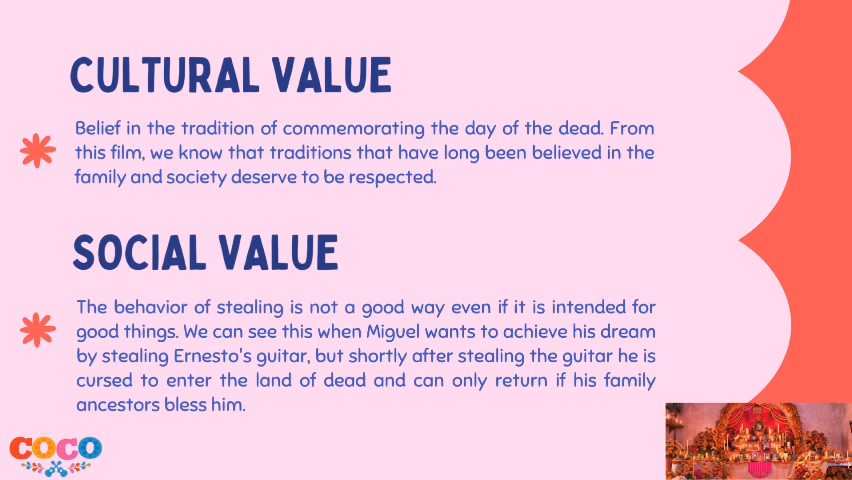 CULTURAL VALUE
Belief in the tradition of commemorating the day of the dead. From
this film, we know that traditions that have long been believed in the
family and society deserve to be respected.
SOCIAL VALUE
The behavior of stealing is not a good way even if it is intended for
good things. We can see this when Miguel wants to achieve his dream
by stealing Ernesto's guitar, but shortly after stealing the guitar he is
cursed to enter the land of dead and can only return if his family
ancestors bless him.
COCO